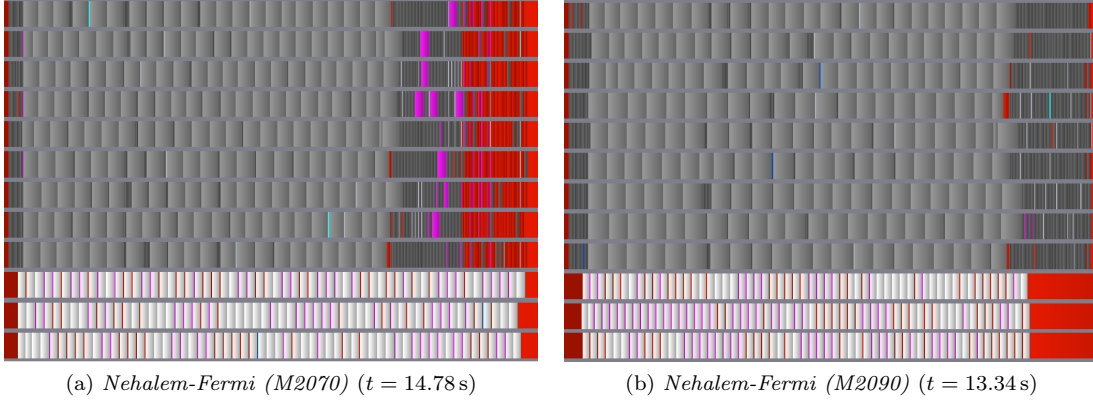 (a) Nehalem-Fermi (M2070) (t = 14.78 s)
(b) Nehalem-Fermi (M2090) (t = 13.34 s)